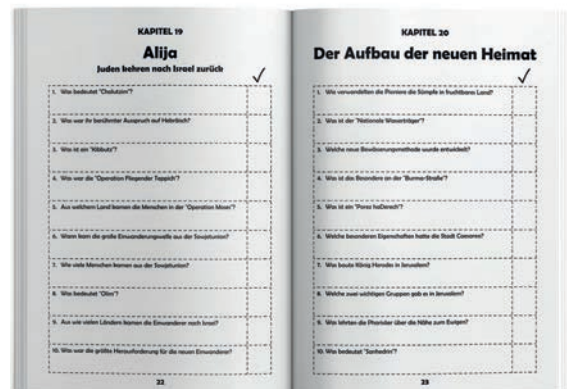 KAPITEL 19
Alija
Juden kehren nach Israel zurück
✓
1. Was bedeutet "Chalutzim"?
2. Was war ihr berühmter Ausspruch auf Hebräisch?
3. Was ist ein "Kibbutz"?
4. Was war die "Operation Fliegender Teppich"?
5. Aus welchem Land kamen die Menschen in der "Operation Moses"?
6. Wann kam die große Einwanderungswelle aus der Sowjetunion?
7. Wie viele Menschen kamen aus der Sowjetunion?
8. Was bedeutet "Olim"?
9. Aus wie vielen Ländern kamen die Einwanderer nach Israel?
10. Was war die größte Herausforderung für die neuen Einwanderer?
22
KAPITEL 20
Der Aufbau der neuen Heimat
✓
1. Wie verwandelten die Pioniere die Sümpfe in fruchtbares Land?
2. Was ist der "Nationale Wasserträger"?
3. Welche neue Bewässerungsmethode wurde entwickelt?
4. Was ist das Besondere an der "Burma-Straße"?
5. Was ist ein "Poraz haDerech"?
6. Welche besonderen Eigenschaften hatte die Stadt
7. Was baute König Herodes in Jerusalem?
8. Welche zwei wichtigen Gruppen gab es in Jerusalem?
9. Was lehrten die Pharisäer über die Nähe zum Ewigen?
10. Was bedeutet "Sanhedrin"?
23